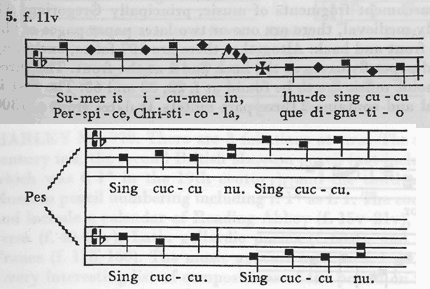 5. f. 11v
Su-mer is i - cu-men in, lhu-de sing cu-cu
Per-spi-ce, Chri-sti-co-la, que di-gna-ti-o
Pes
Sing cuc-cu nu. Sing cuc-cu.
Sing cuc-cu. Sing cuc-cu nu.